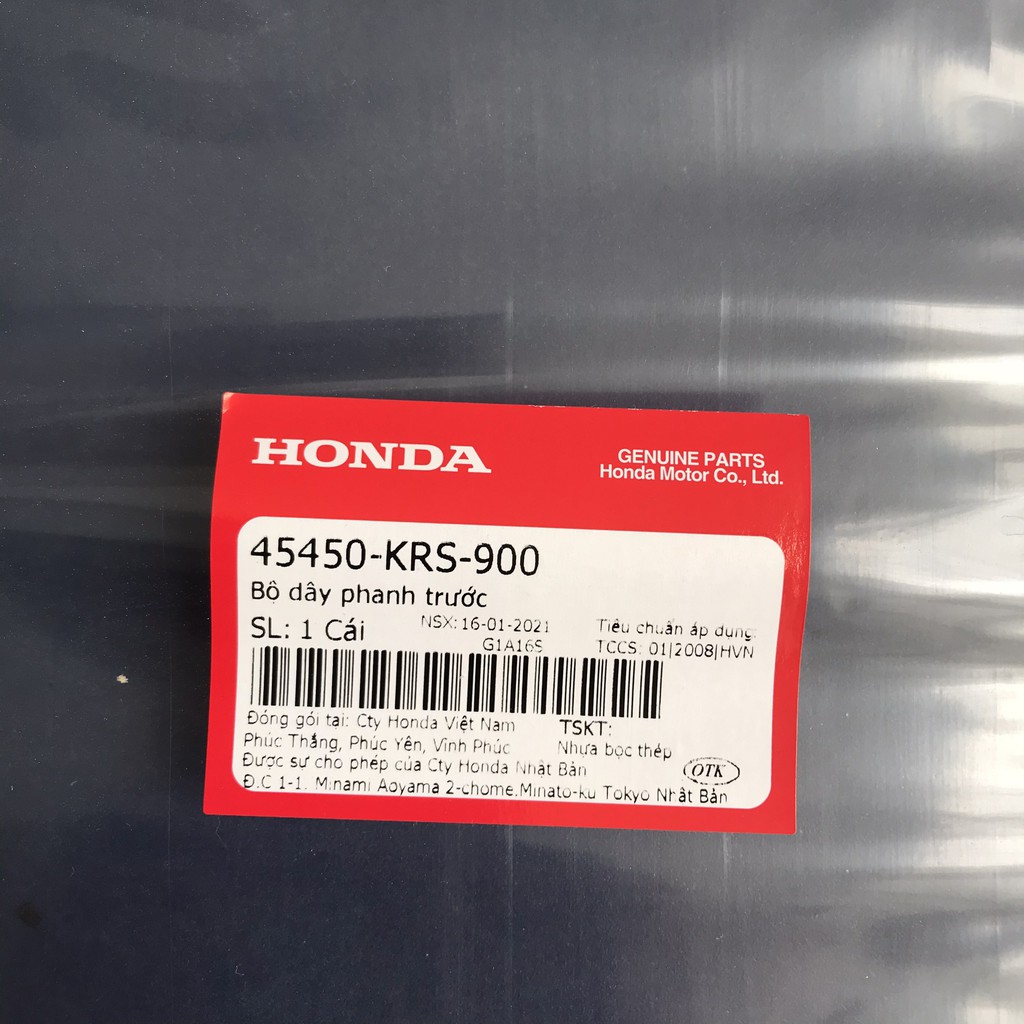 HONDA
GENUINE PARTS
Honda Motor Co., Ltd.
45450-KRS-900
Bộ dây phanh trước
SL: 1 Cái
NSX: 16-01-2021
G1A16S
Tiêu chuẩn áp dụng:
TCCS: 01|2008|HVN
Đóng gói tại: Cty Honda Việt Nam
Phúc Thắng, Phúc Yên, Vĩnh Phúc
TSKT:
Nhựa bọc thép
Được sự cho phép của Cty Honda Nhật Bản
Đ.C 1-1. Minami Aoyama 2-chome.Minato-ku Tokyo Nhật Bản
OTK